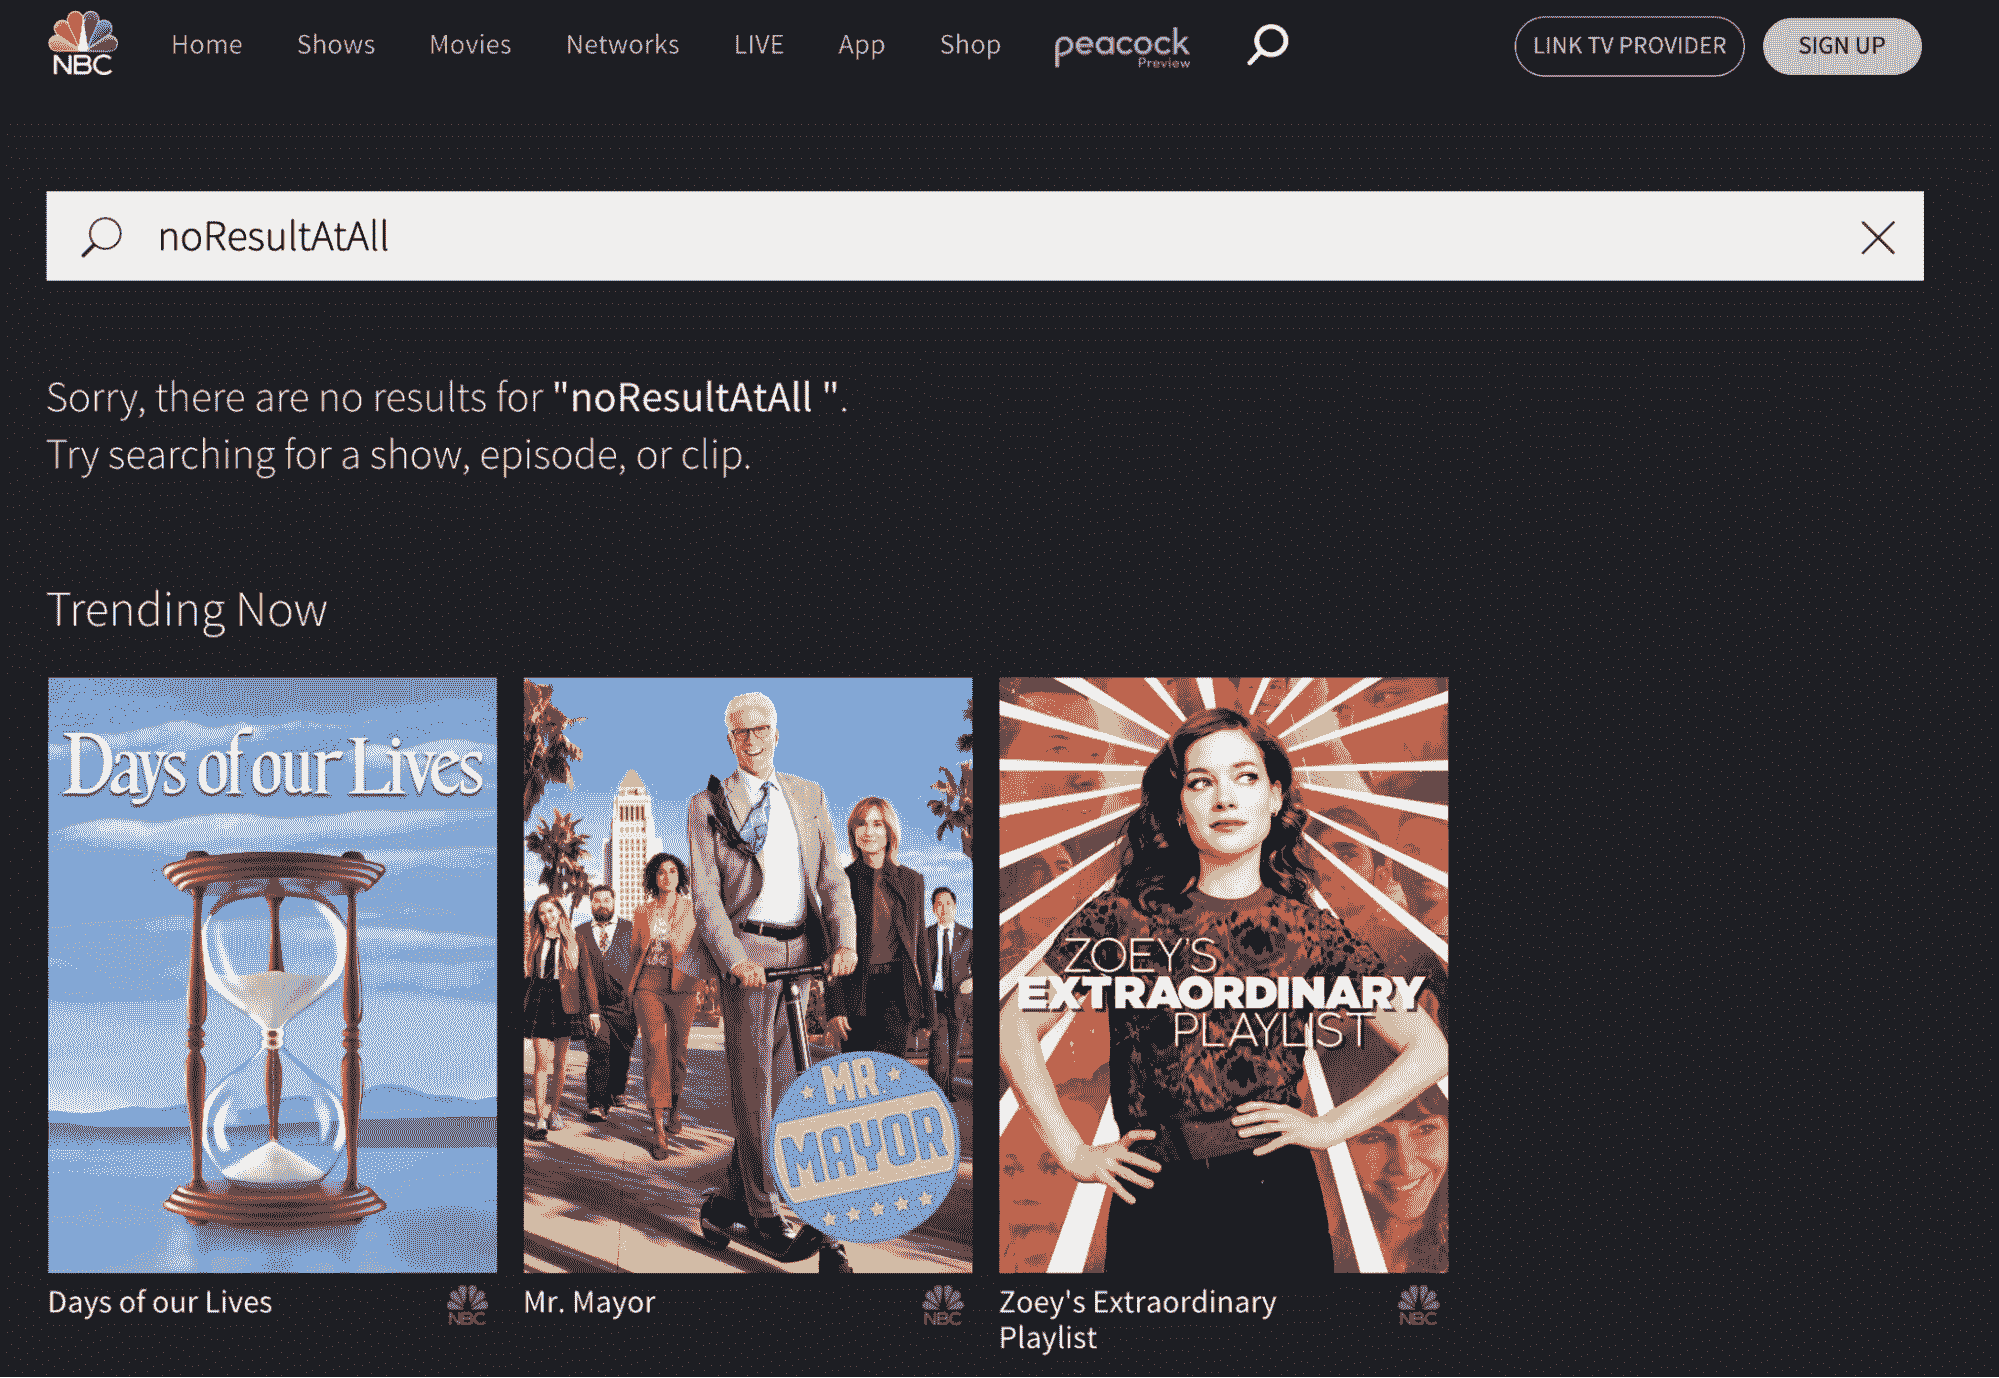 NBC
Home Shows Movies Networks LIVE App Shop peacock Preview LINK TV PROVIDER SIGN UP
noResultAtAll
Sorry, there are no results for "noResultAtAll ".
Try searching for a show, episode, or clip.
Trending Now
Days of our Lives
MR
MAYOR
ZOEY'S
EXTRAORDINARY
PLAYLIST
Days of our Lives NBC
Mr. Mayor NBC
Zoey's Extraordinary NBC
Playlist